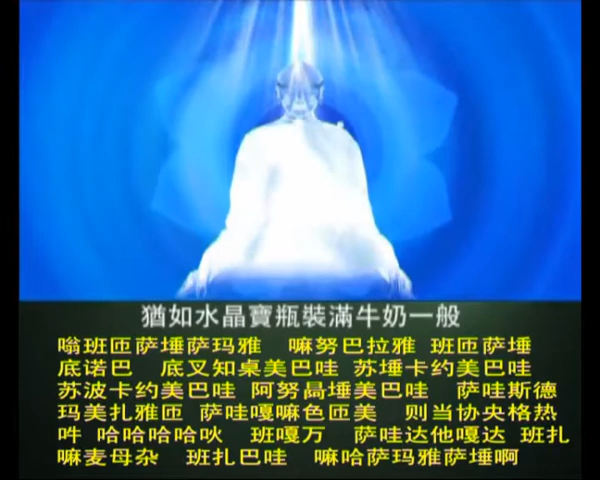 猶如水晶寶瓶裝滿牛奶一般
嗡班匝萨埵萨玛雅 嘛努巴拉雅 班匝萨埵
底诺巴 底叉知桌美巴哇 苏埵卡约美巴哇
苏波卡约美巴哇 阿努曷埵美巴哇 萨哇斯德
玛美扎雅匝 萨哇嘎嘛色匝美 则当协央格热
吽 哈哈哈哈吙 班嘎万 萨哇达他嘎达 班扎
嘛麦母杂 班扎巴哇 嘛哈萨玛雅萨埵啊